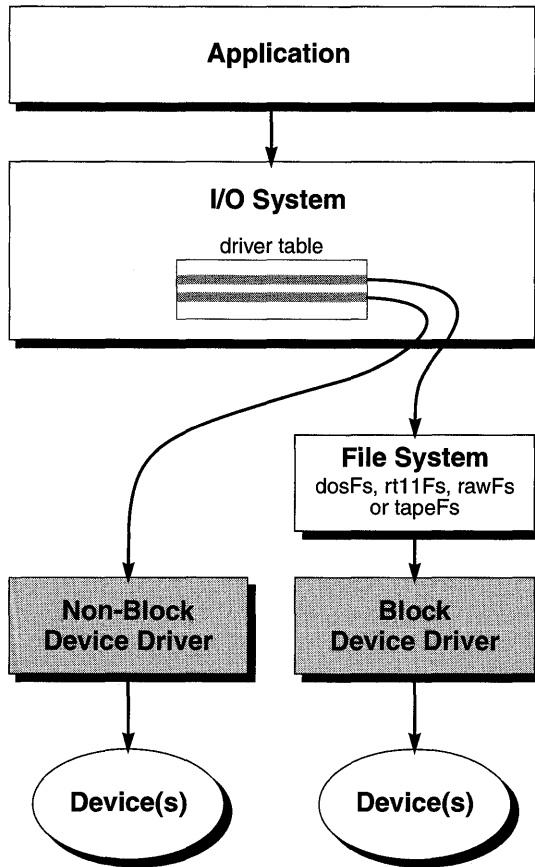 Application
I/O System
driver table
File System
dosFs, rt11Fs, rawFs
or tapeFs
Non-Block
Device Driver
Block
Device Driver
Device(s)
Device(s)